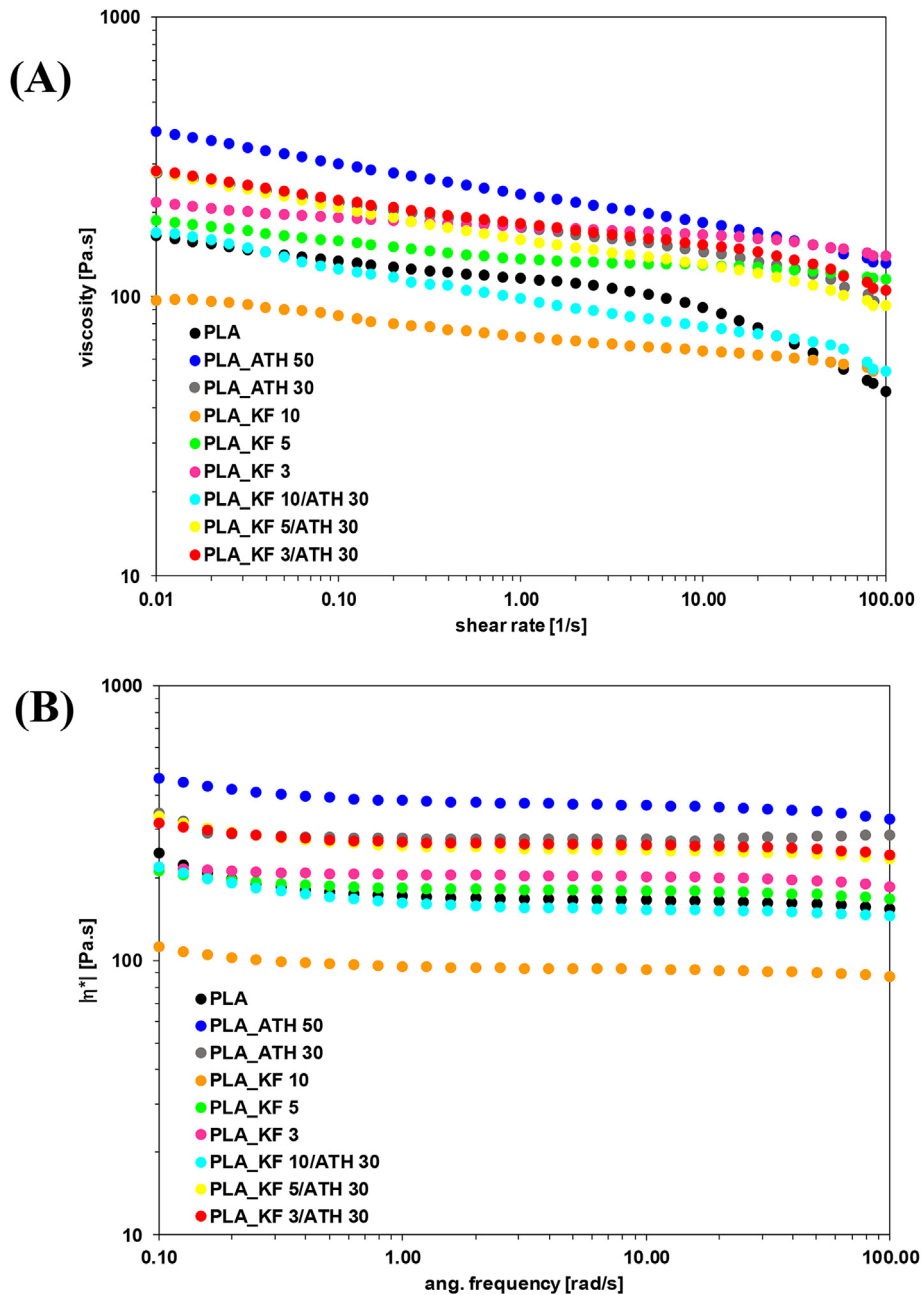 (A)
1000
100
10
viscosity [Pa.s]
PLA
PLA_ATH 50
PLA_ATH 30
PLA_KF 10
PLA_KF 5
PLA_KF 3
PLA_KF 10/ATH 30
PLA_KF 5/ATH 30
PLA_KF 3/ATH 30
0.01 0.10 1.00 10.00 100.00
shear rate [1/s]
(B)
1000
100
10
|η*| [Pa.s]
PLA
PLA_ATH 50
PLA_ATH 30
PLA_KF 10
PLA_KF 5
PLA_KF 3
PLA_KF 10/ATH 30
PLA_KF 5/ATH 30
PLA_KF 3/ATH 30
0.10 1.00 10.00 100.00
ang. frequency [rad/s]